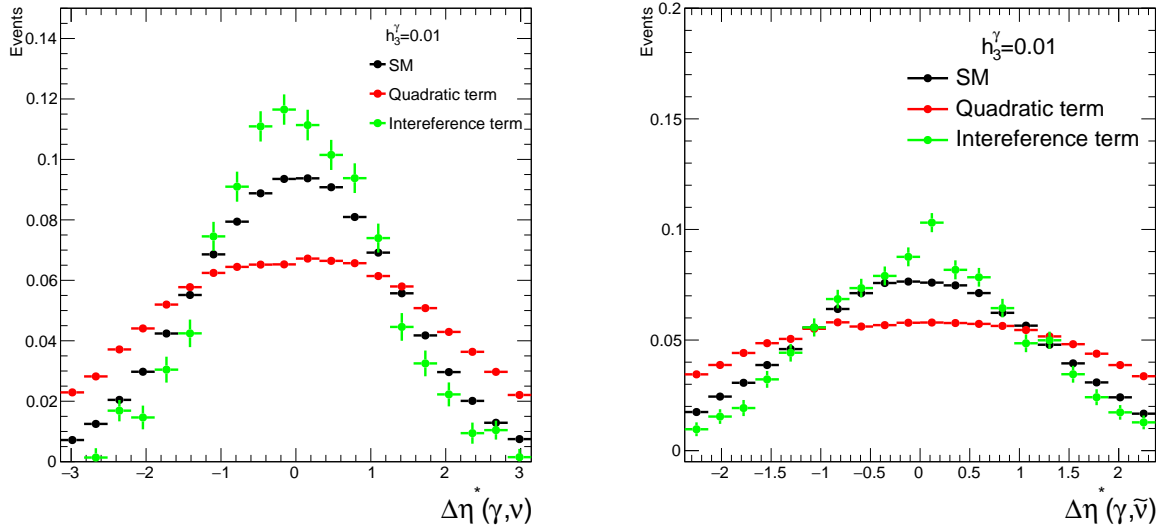 Events
0.14
0.12
0.1
0.08
0.06
0.04
0.02
0
−3 −2 −1 0 1 2 3
h₃^γ=0.01
SM
Quadratic term
Intereference term
Δη*(γ,ν)
Events
0.2
0.15
0.1
0.05
0
−2 −1.5 −1 −0.5 0 0.5 1 1.5 2
h₃^γ=0.01
SM
Quadratic term
Intereference term
Δη*(γ,ν̃)